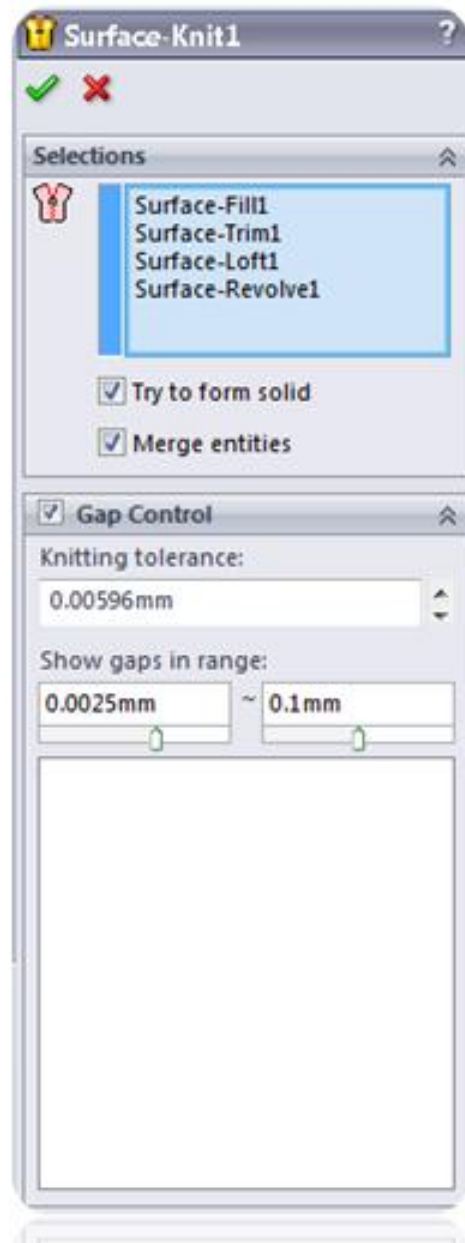 Surface-Knit1 ?
Selections
Surface-Fill1
Surface-Trim1
Surface-Loft1
Surface-Revolve1
Try to form solid
Merge entities
Gap Control
Knitting tolerance:
0.00596mm
Show gaps in range:
0.0025mm ~ 0.1mm